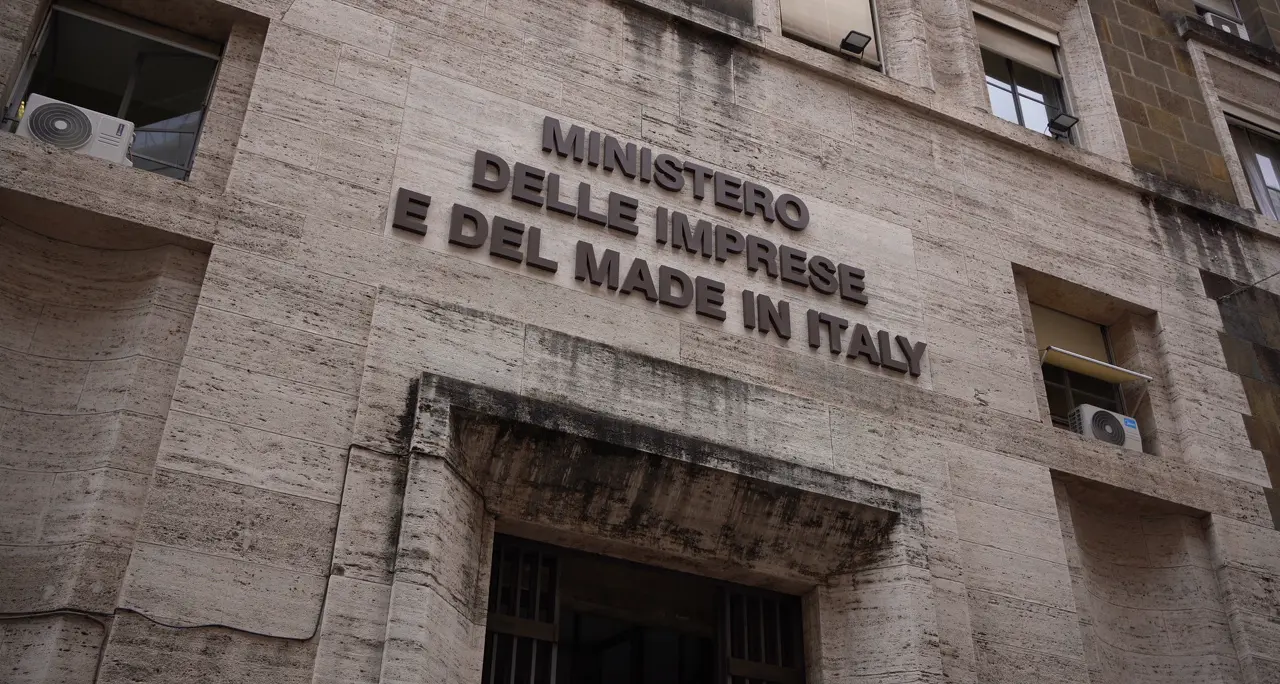 MINISTERO
DELLE IMPRESE
E DEL MADE IN ITALY